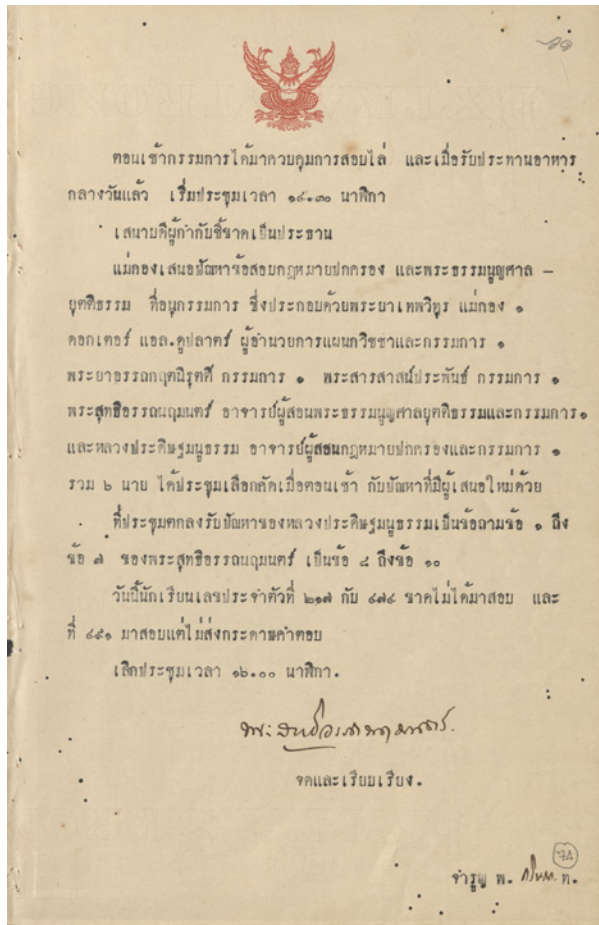 ตอนเช้ากรรมการได้มาควบคุมการสอบไล่ และเมื่อรับประทานอาหาร
กลางวันแล้ว เริ่มประชุมเวลา ๑๔.๓๐ นาฬิกา
เสนาบดีผู้กำกับชี้ขาดเป็นประธาน
แม่กองเสนอปัญหาข้อสอบกฎหมายปกครอง และพระธรรมนูญศาล –
ยุตติธรรม ที่อนุกรรมการ ซึ่งประกอบด้วยพระยาเทพวิทุร แม่กอง ๑
ดอกเตอร์ แอล.ดูปลาตร์ ผู้อำนวยการแผนกวิชชาและกรรมการ ๑
พระยาอรรถกฤตนิรุตติ์ กรรมการ ๑ พระสารสาสน์ประพันธ์ กรรมการ ๑
พระสุทธิอรรถนฤมนตร์ อาจารย์ผู้สอนพระธรรมนูญศาลยุตติธรรมและกรรมการ๑
และหลวงประดิษฐมนูธรรม อาจารย์ผู้สอนกฎหมายปกครองและกรรมการ ๑
รวม ๖ นาย ได้ประชุมเลือกคัดเมื่อตอนเช้า กับปัญหาที่มีผู้เสนอใหม่ด้วย
ที่ประชุมตกลงรับปัญหาของหลวงประดิษฐมนูธรรมเป็นข้อถามข้อ ๑ ถึง
ข้อ ๗ ของพระสุทธิอรรถนฤมนตร์ เป็นข้อ ๘ ถึงข้อ ๑๐
วันนี้นักเรียนเลขประจำตัวที่ ๒๑๗ กับ ๔๗๔ ขาดไม่ได้มาสอบ และ
ที่ ๔๕๑ มาสอบแต่ไม่ส่งกระดาษคำตอบ
เลิกประชุมเวลา ๑๖.๐๐ นาฬิกา.
พระสุทธิอรรถนฤมนตร์.
จดและเรียบเรียง.
74
จำรูญ พ. ท.